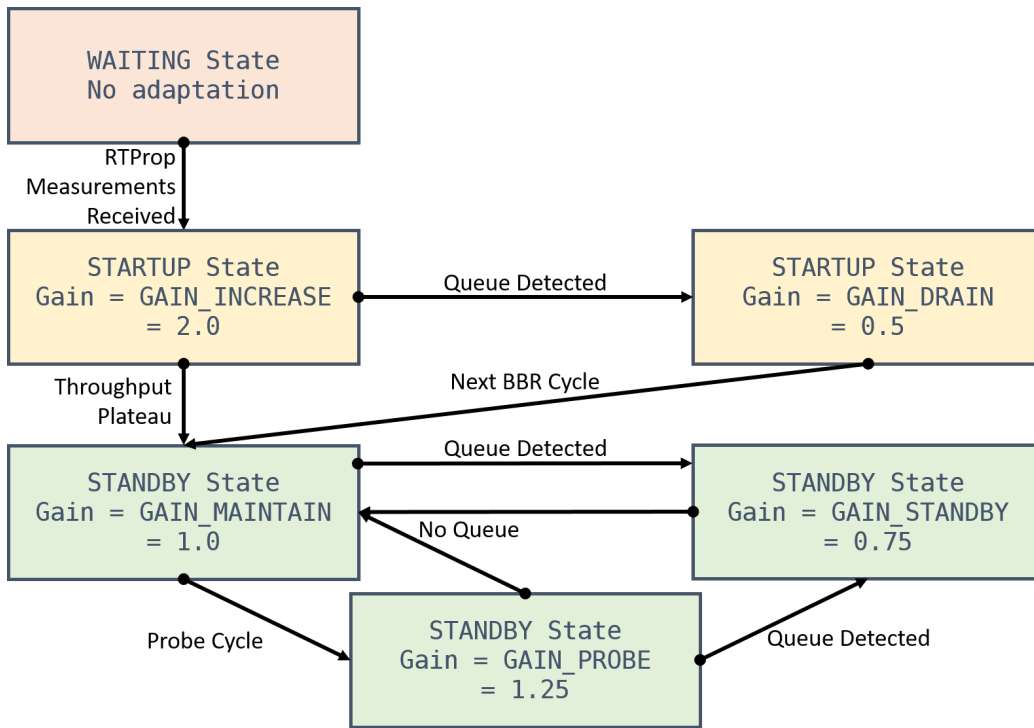 WAITING State
No adaptation
RTProp
Measurements
Received
STARTUP State
Gain = GAIN_INCREASE
= 2.0
Queue Detected
STARTUP State
Gain = GAIN_DRAIN
= 0.5
Throughput
Plateau
Next BBR Cycle
STANDBY State
Gain = GAIN_MAINTAIN
= 1.0
Queue Detected
No Queue
STANDBY State
Gain = GAIN_STANDBY
= 0.75
Probe Cycle
STANDBY State
Gain = GAIN_PROBE
= 1.25
Queue Detected